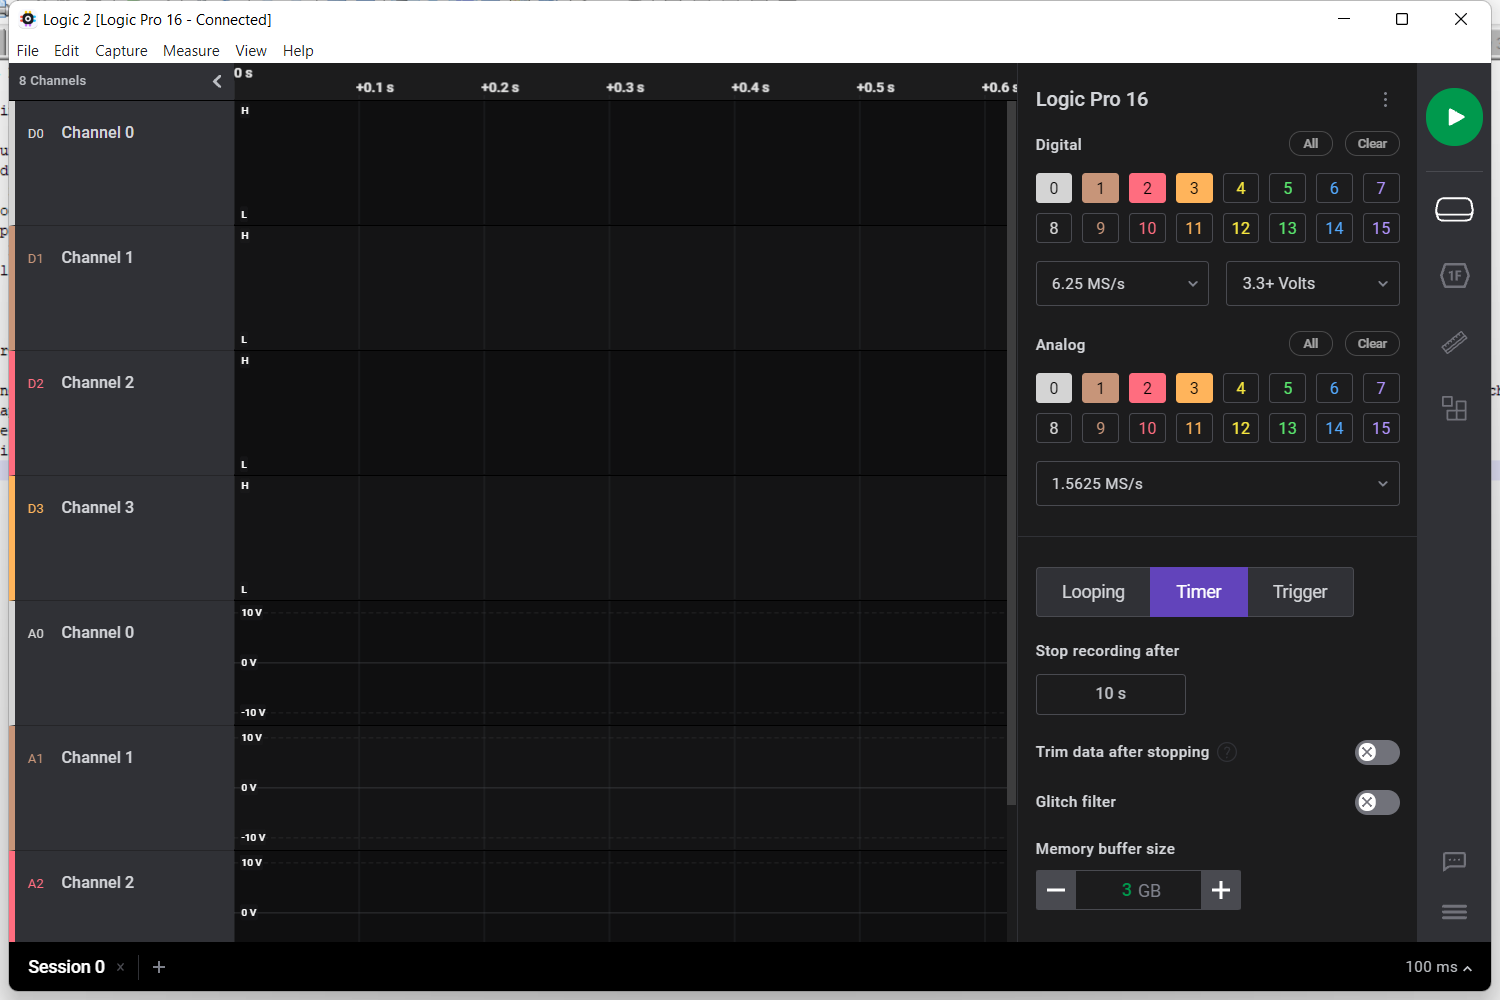 Logic 2 [Logic Pro 16 - Connected]
File Edit Capture Measure View Help
8 Channels
0 s
+0.1 s +0.2 s +0.3 s +0.4 s +0.5 s +0.6 s
D0 Channel 0
H
L
D1 Channel 1
H
L
D2 Channel 2
H
L
D3 Channel 3
H
L
A0 Channel 0
10 V
0 V
-10 V
A1 Channel 1
10 V
0 V
-10 V
A2 Channel 2
10 V
0 V
Logic Pro 16
Digital All Clear
0 1 2 3 4 5 6 7
8 9 10 11 12 13 14 15
6.25 MS/s 3.3+ Volts
Analog All Clear
0 1 2 3 4 5 6 7
8 9 10 11 12 13 14 15
1.5625 MS/s
Looping Timer Trigger
Stop recording after
10 s
Trim data after stopping ?
Glitch filter
Memory buffer size
3 GB
1F
Session 0 x +
100 ms